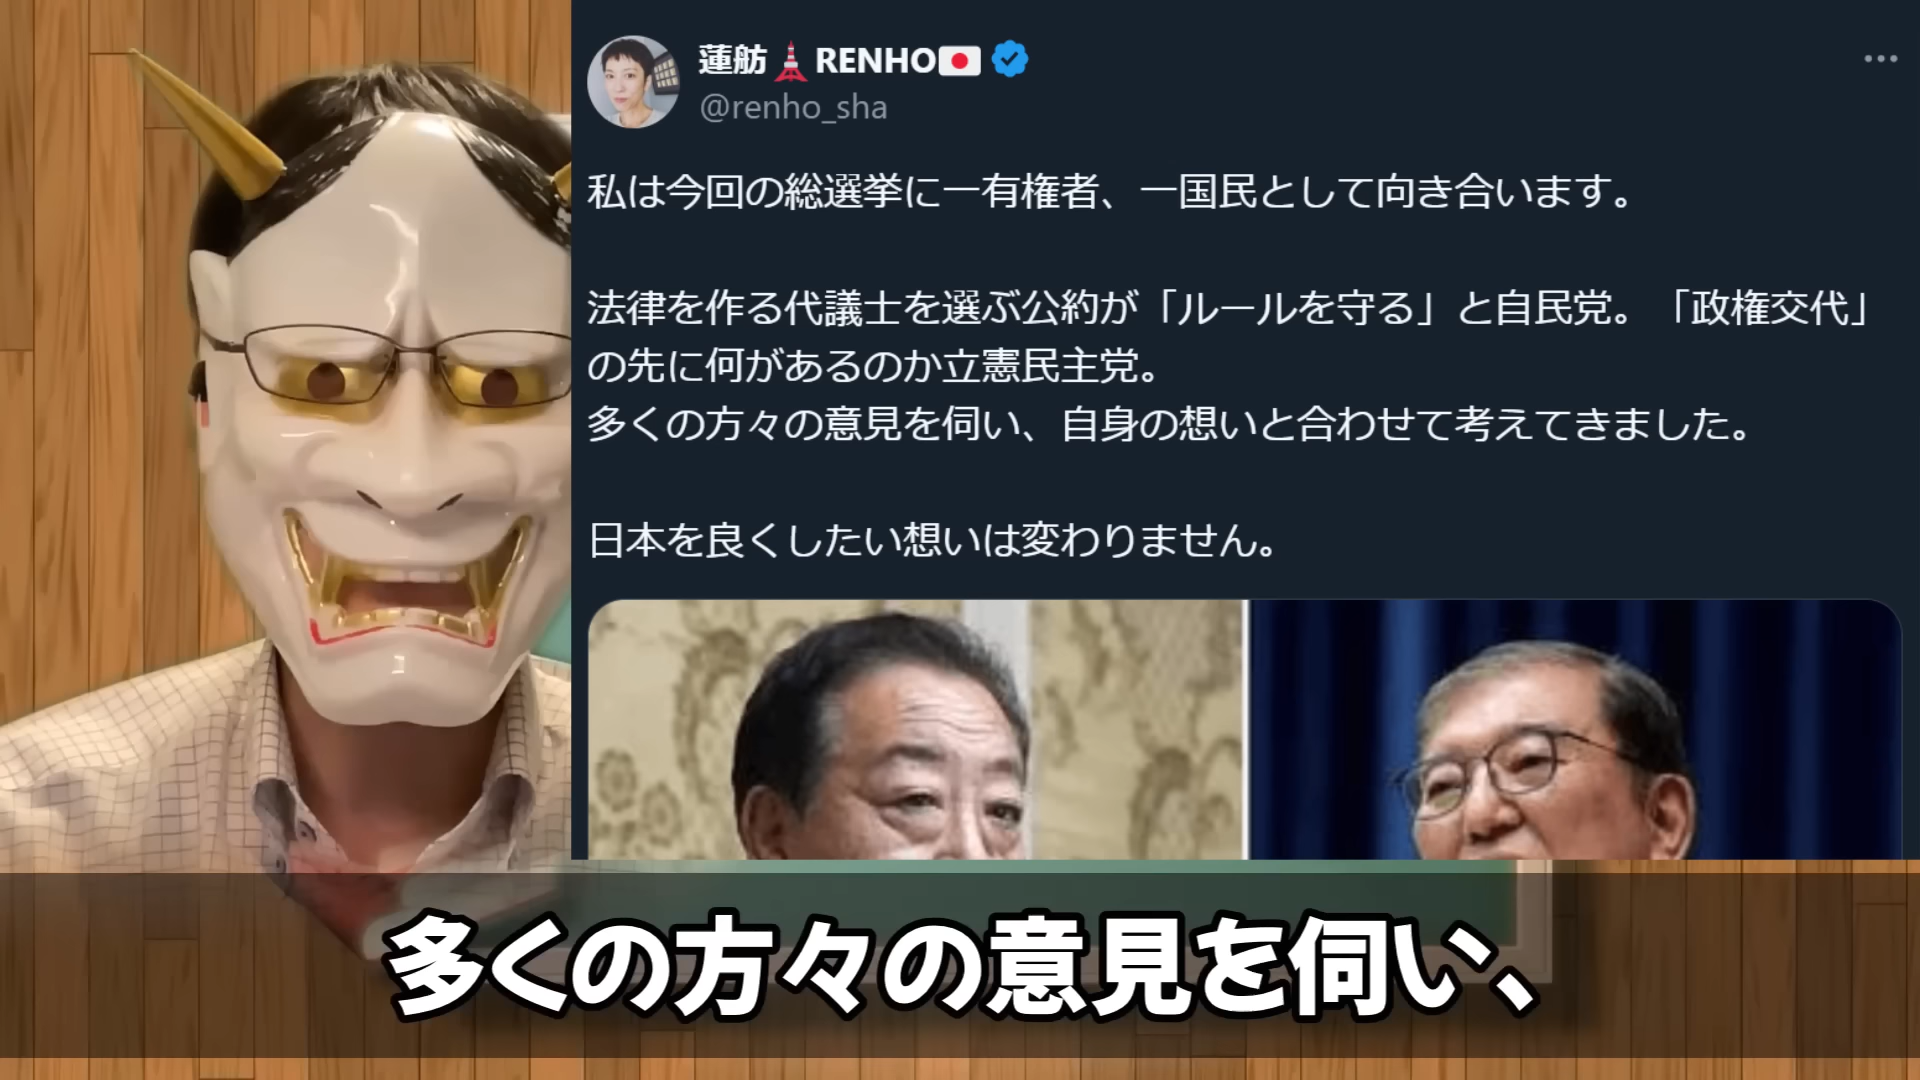 蓮舫🗼RENHO🇯🇵
@renho_sha
私は今回の総選挙に一有権者、一国民として向き合います。
法律を作る代議士を選ぶ公約が「ルールを守る」と自民党。「政権交代」
の先に何があるのか立憲民主党。
多くの方々の意見を伺い、自身の想いと合わせて考えてきました。
日本を良くしたい想いは変わりません。
多くの方々の意見を伺い、